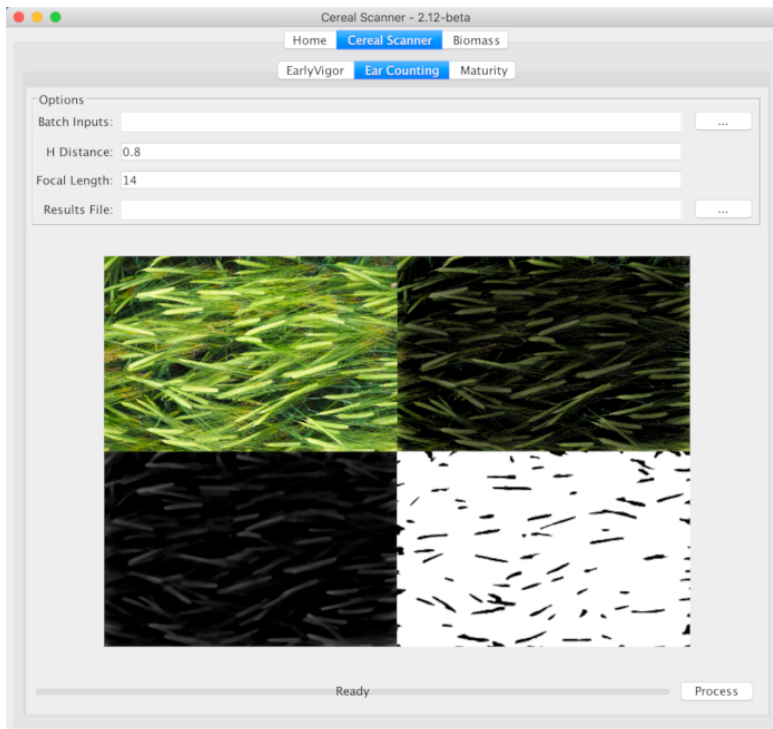 Cereal Scanner - 2.12-beta
Home Cereal Scanner Biomass
EarlyVigor Ear Counting Maturity
Options
Batch Inputs: ...
H Distance: 0.8
Focal Length: 14
Results File: ...
Ready Process